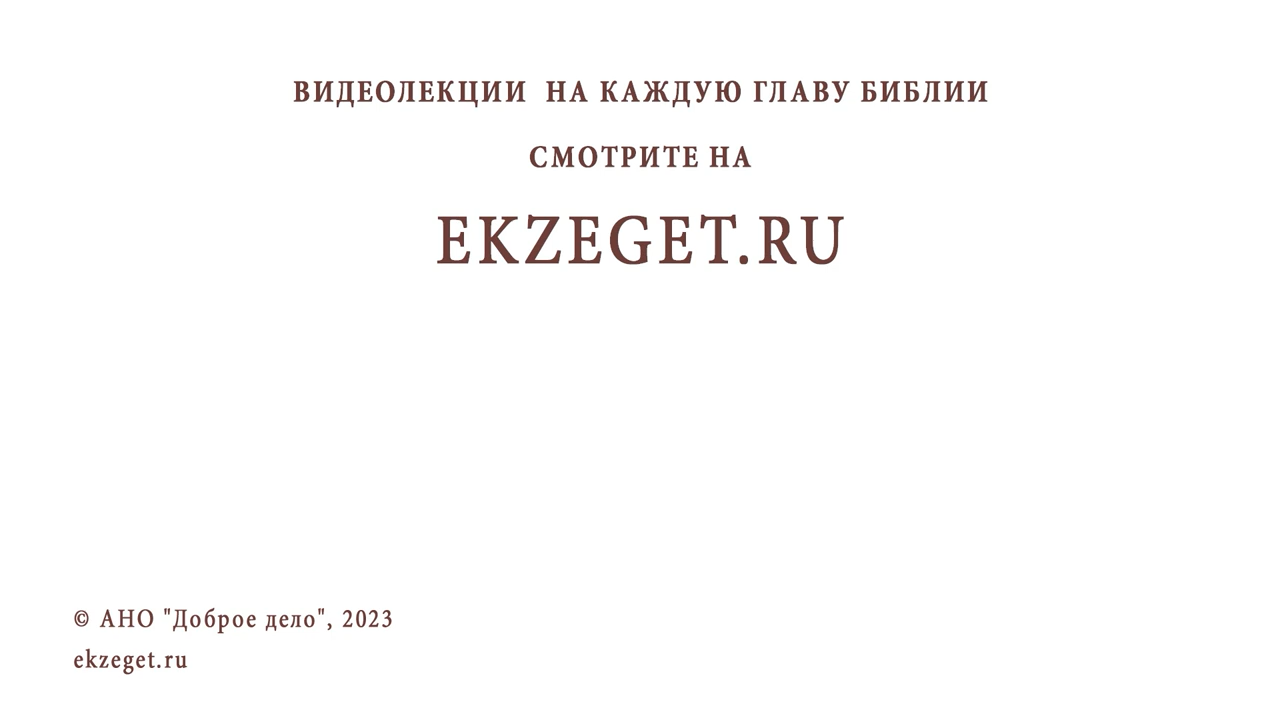 ВИДЕОЛЕКЦИИ НА КАЖДУЮ ГЛАВУ БИБЛИИ
СМОТРИТЕ НА
EKZEGET.RU
© АНО "Доброе дело", 2023
ekzeget.ru